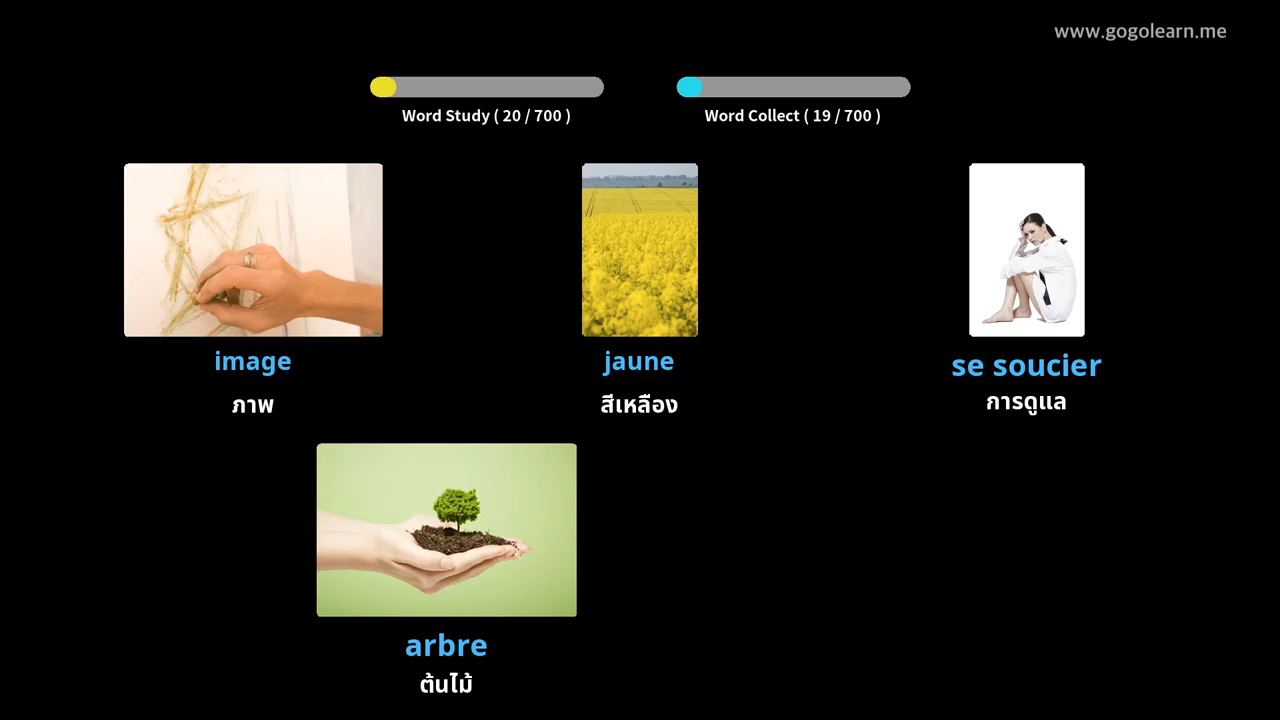 www.gogolearn.me
Word Study ( 20 / 700 )
Word Collect ( 19 / 700 )
image
ภาพ
jaune
สีเหลือง
se soucier
การดูแล
arbre
ต้นไม้